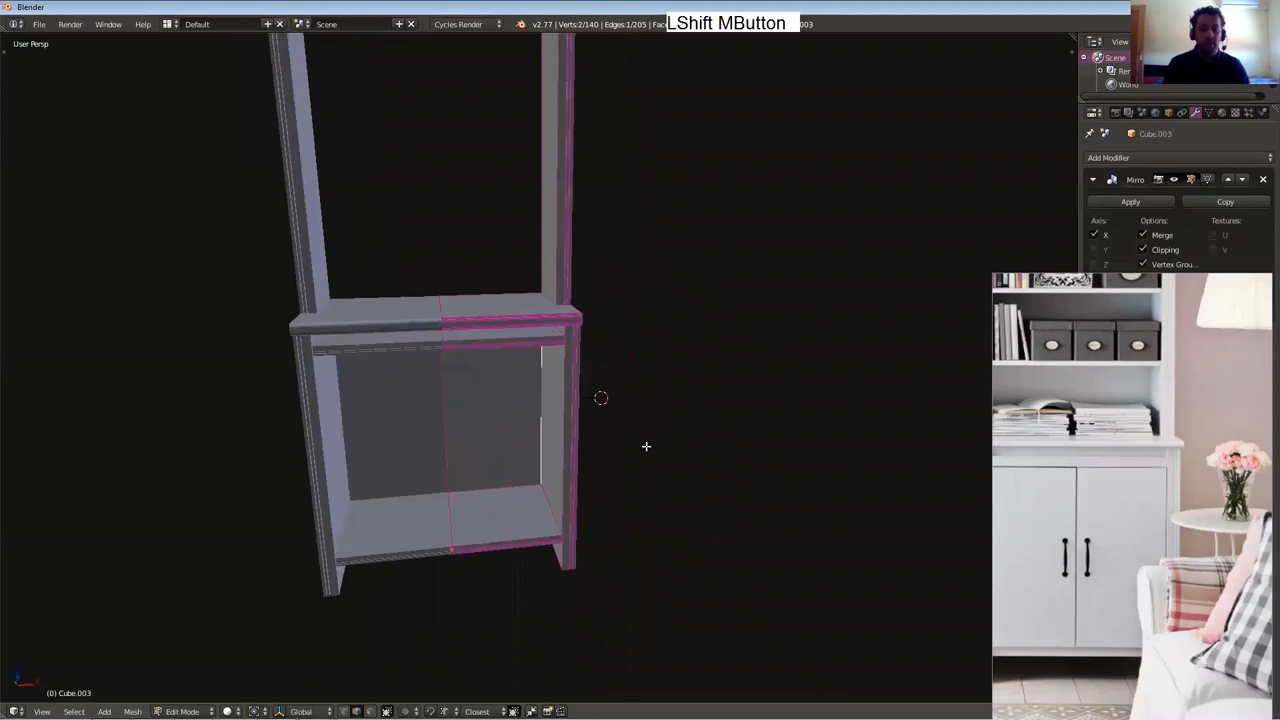 Blender
File Render Window Help Default Scene Cycles Render v2.77 | Verts:2/140 | Edges:1/205 | Fac
LShift MButton
003
User Persp
View
Scene
Ren
World
Cube.003
Add Modifier
Mirro
Apply Copy
Axis: Options: Textures:
X Merge U
Y Clipping V
Z Vertex Grou...
(0) Cube.003
View Select Add Mesh Edit Mode Global Closest